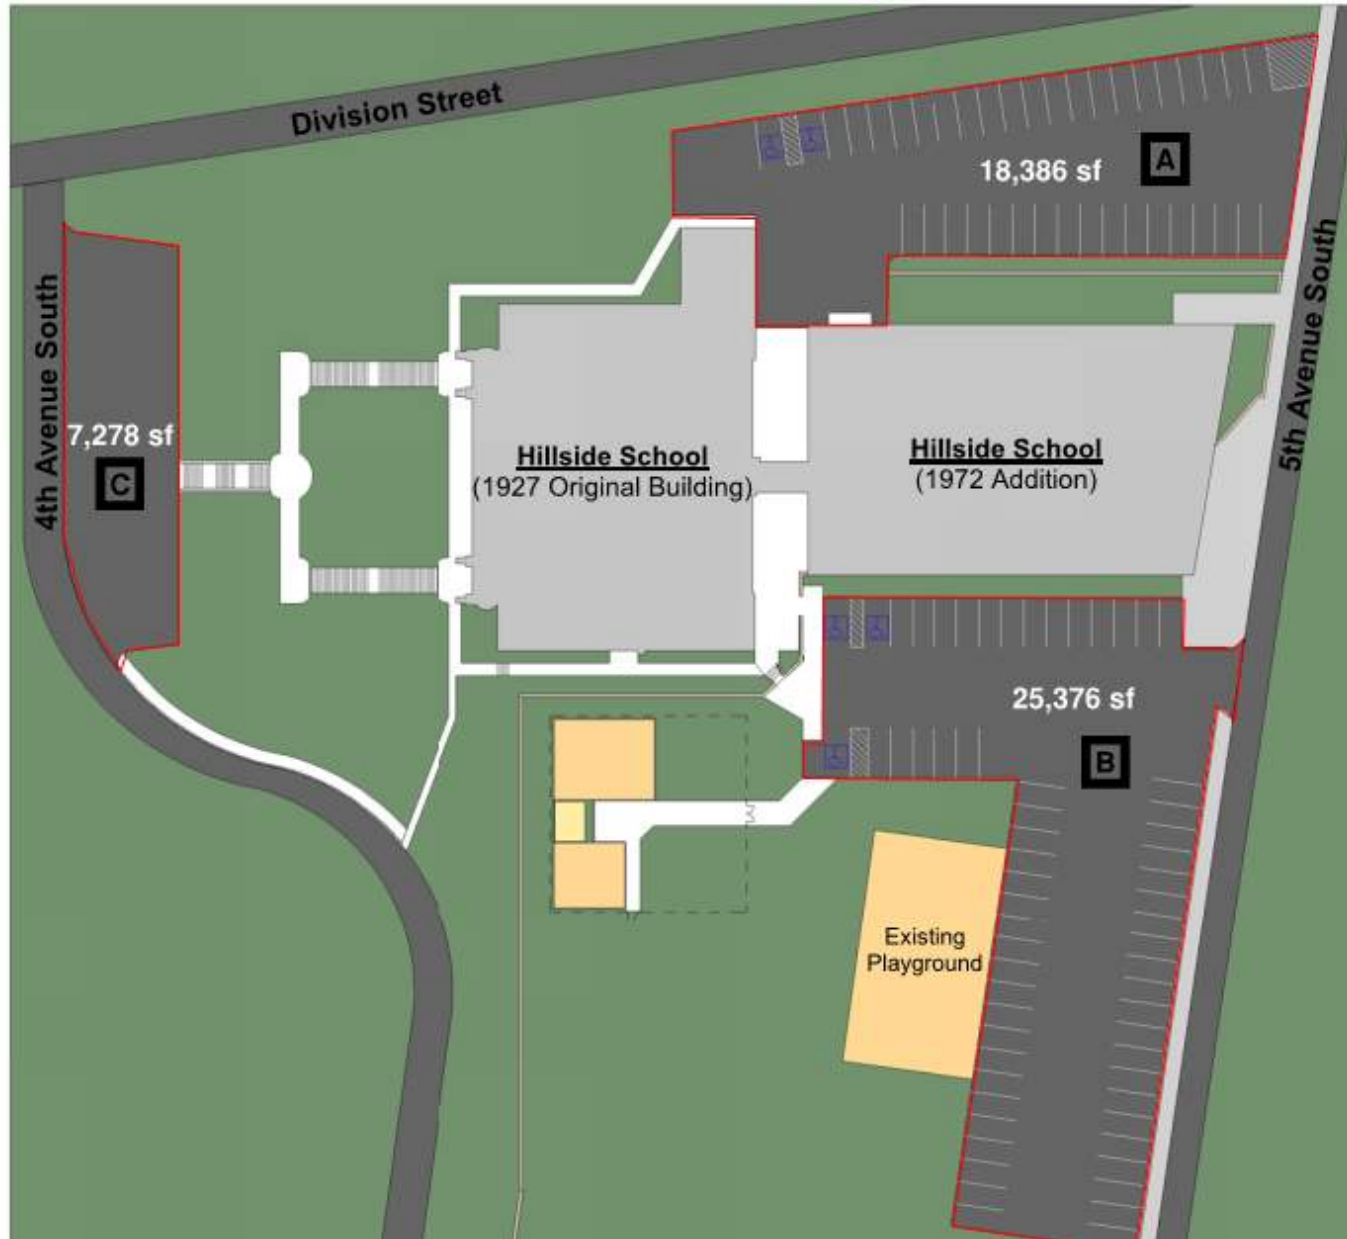 Division Street
18,386 sf
A
5th Avenue South
4th Avenue South
7,278 sf
C
Hillside School
(1927 Original Building)
Hillside School
(1972 Addition)
25,376 sf
B
Existing
Playground